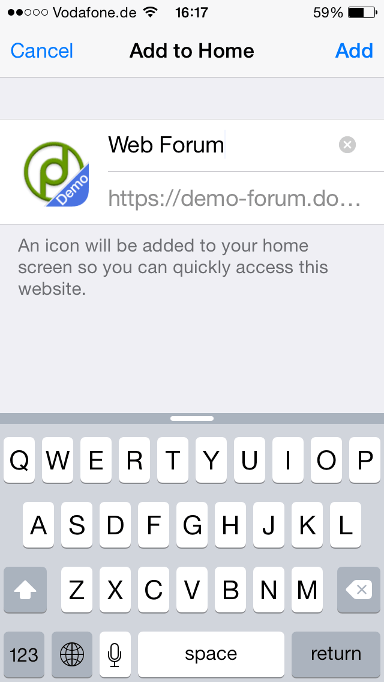 Vodafone.de 16:17 59%
Cancel Add to Home Add
Web Forum
https://demo-forum.do…
Demo
An icon will be added to your home
screen so you can quickly access this
website.
Q W E R T Y U I O P
A S D F G H J K L
Z X C V B N M
123 space return